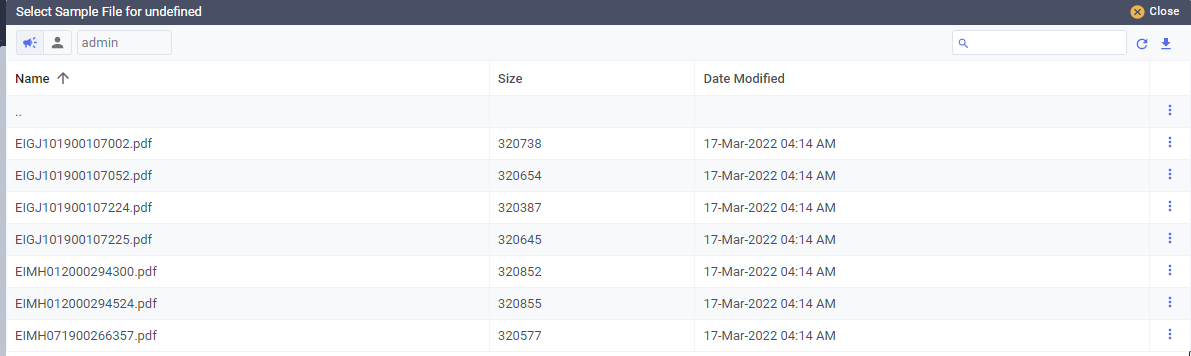 Select Sample File for undefined Close
admin
Name Size Date Modified
..
EIGJ101900107002.pdf 320738 17-Mar-2022 04:14 AM
EIGJ101900107052.pdf 320654 17-Mar-2022 04:14 AM
EIGJ101900107224.pdf 320387 17-Mar-2022 04:14 AM
EIGJ101900107225.pdf 320645 17-Mar-2022 04:14 AM
EIMH012000294300.pdf 320852 17-Mar-2022 04:14 AM
EIMH012000294524.pdf 320855 17-Mar-2022 04:14 AM
EIMH071900266357.pdf 320577 17-Mar-2022 04:14 AM